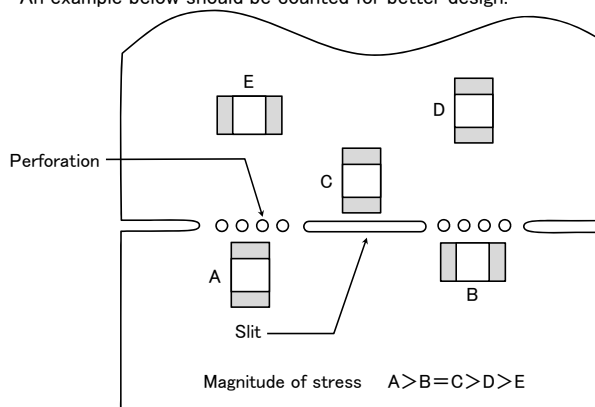 An example below should be counted for better design.
E
D
Perforation
C
A
B
Slit
Magnitude of stress A>B=C>D>E